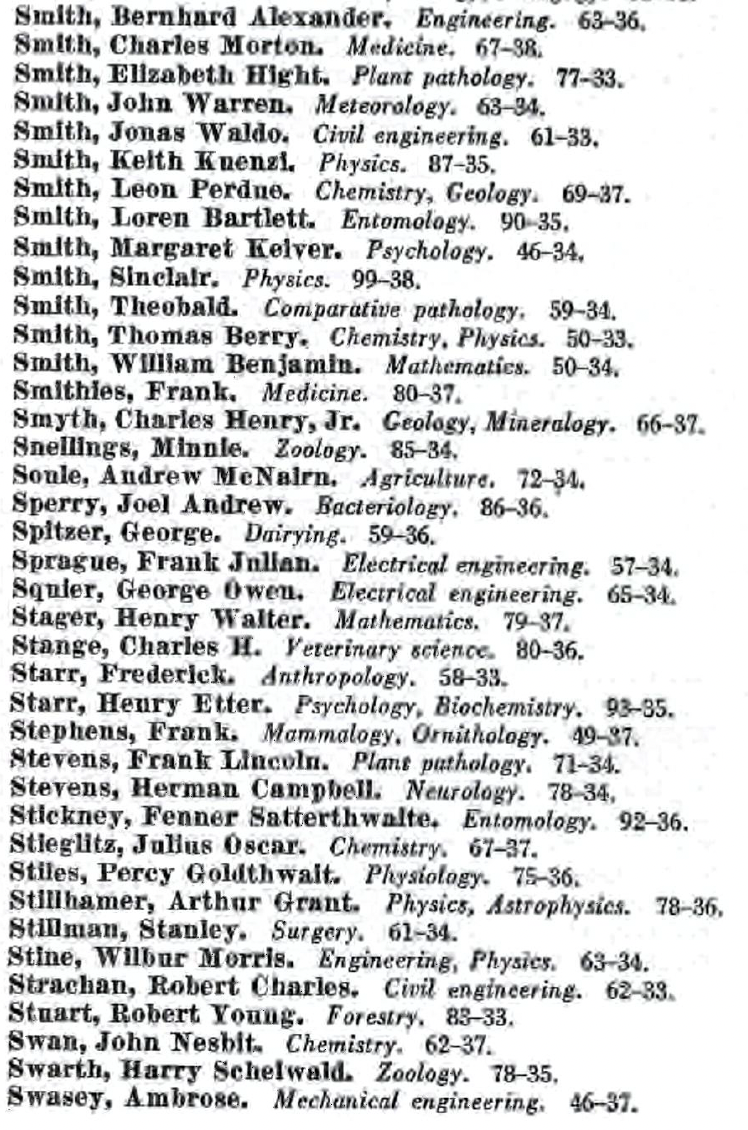 Smith, Bernhard Alexander. Engineering. 63–36.
Smith, Charles Morton. Medicine. 67–38.
Smith, Elizabeth Hight. Plant pathology. 77–33.
Smith, John Warren. Meteorology. 63–34.
Smith, Jonas Waldo. Civil engineering. 61–33.
Smith, Keith Kuenzi. Physics. 87–35.
Smith, Leon Perdue. Chemistry, Geology. 69–37.
Smith, Loren Bartlett. Entomology. 90–35.
Smith, Margaret Keiver. Psychology. 46–34.
Smith, Sinclair. Physics. 99–38.
Smith, Theobald. Comparative pathology. 59–34.
Smith, Thomas Berry. Chemistry, Physics. 50–33.
Smith, William Benjamin. Mathematics. 50–34.
Smithies, Frank. Medicine. 80–37.
Smyth, Charles Henry, Jr. Geology, Mineralogy. 66–37.
Snellings, Minnie. Zoology. 85–34.
Soule, Andrew McNairn. Agriculture. 72–34.
Sperry, Joel Andrew. Bacteriology. 86–36.
Spitzer, George. Dairying. 59–36.
Sprague, Frank Julian. Electrical engineering. 57–34.
Squier, George Owen. Electrical engineering. 65–34.
Stager, Henry Walter. Mathematics. 79–37.
Stange, Charles H. Veterinary science. 80–36.
Starr, Frederick. Anthropology. 58–33.
Starr, Henry Etter. Psychology, Biochemistry. 93–35.
Stephens, Frank. Mammalogy, Ornithology. 49–37.
Stevens, Frank Lincoln. Plant pathology. 71–34.
Stevens, Herman Campbell. Neurology. 78–34.
Stickney, Fenner Satterthwaite. Entomology. 92–36.
Stieglitz, Julius Oscar. Chemistry. 67–37.
Stiles, Percy Goldthwait. Physiology. 75–36.
Stillhamer, Arthur Grant. Physics, Astrophysics. 78–36.
Stillman, Stanley. Surgery. 61–34.
Stine, Wilbur Morris. Engineering, Physics. 63–34.
Strachan, Robert Charles. Civil engineering. 62–33.
Stuart, Robert Young. Forestry. 83–33.
Swan, John Nesbit. Chemistry. 62–37.
Swarth, Harry Schelwald. Zoology. 78–35.
Swasey, Ambrose. Mechanical engineering. 46–37.